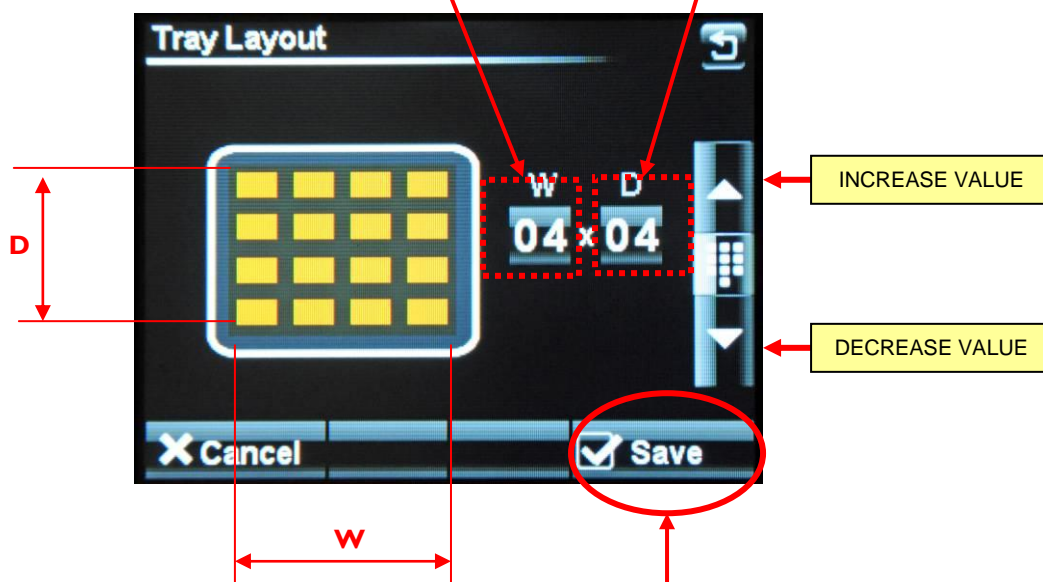 Tray Layout
W D
04 x 04
INCREASE VALUE
D
DECREASE VALUE
Cancel
Save
W